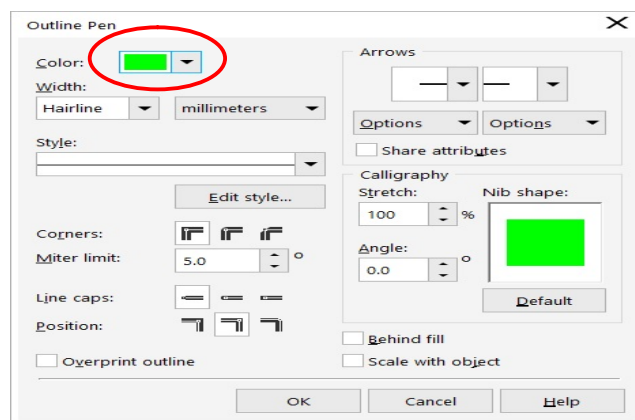 Outline Pen
Color:
Width:
Hairline
millimeters
Style:
Edit style...
Corners:
Miter limit:
5.0
°
Line caps:
Position:
Overprint outline
Arrows
Options
Options
Share attributes
Calligraphy
Stretch:
Nib shape:
100
%
Angle:
0.0
°
Default
Behind fill
Scale with object
OK
Cancel
Help